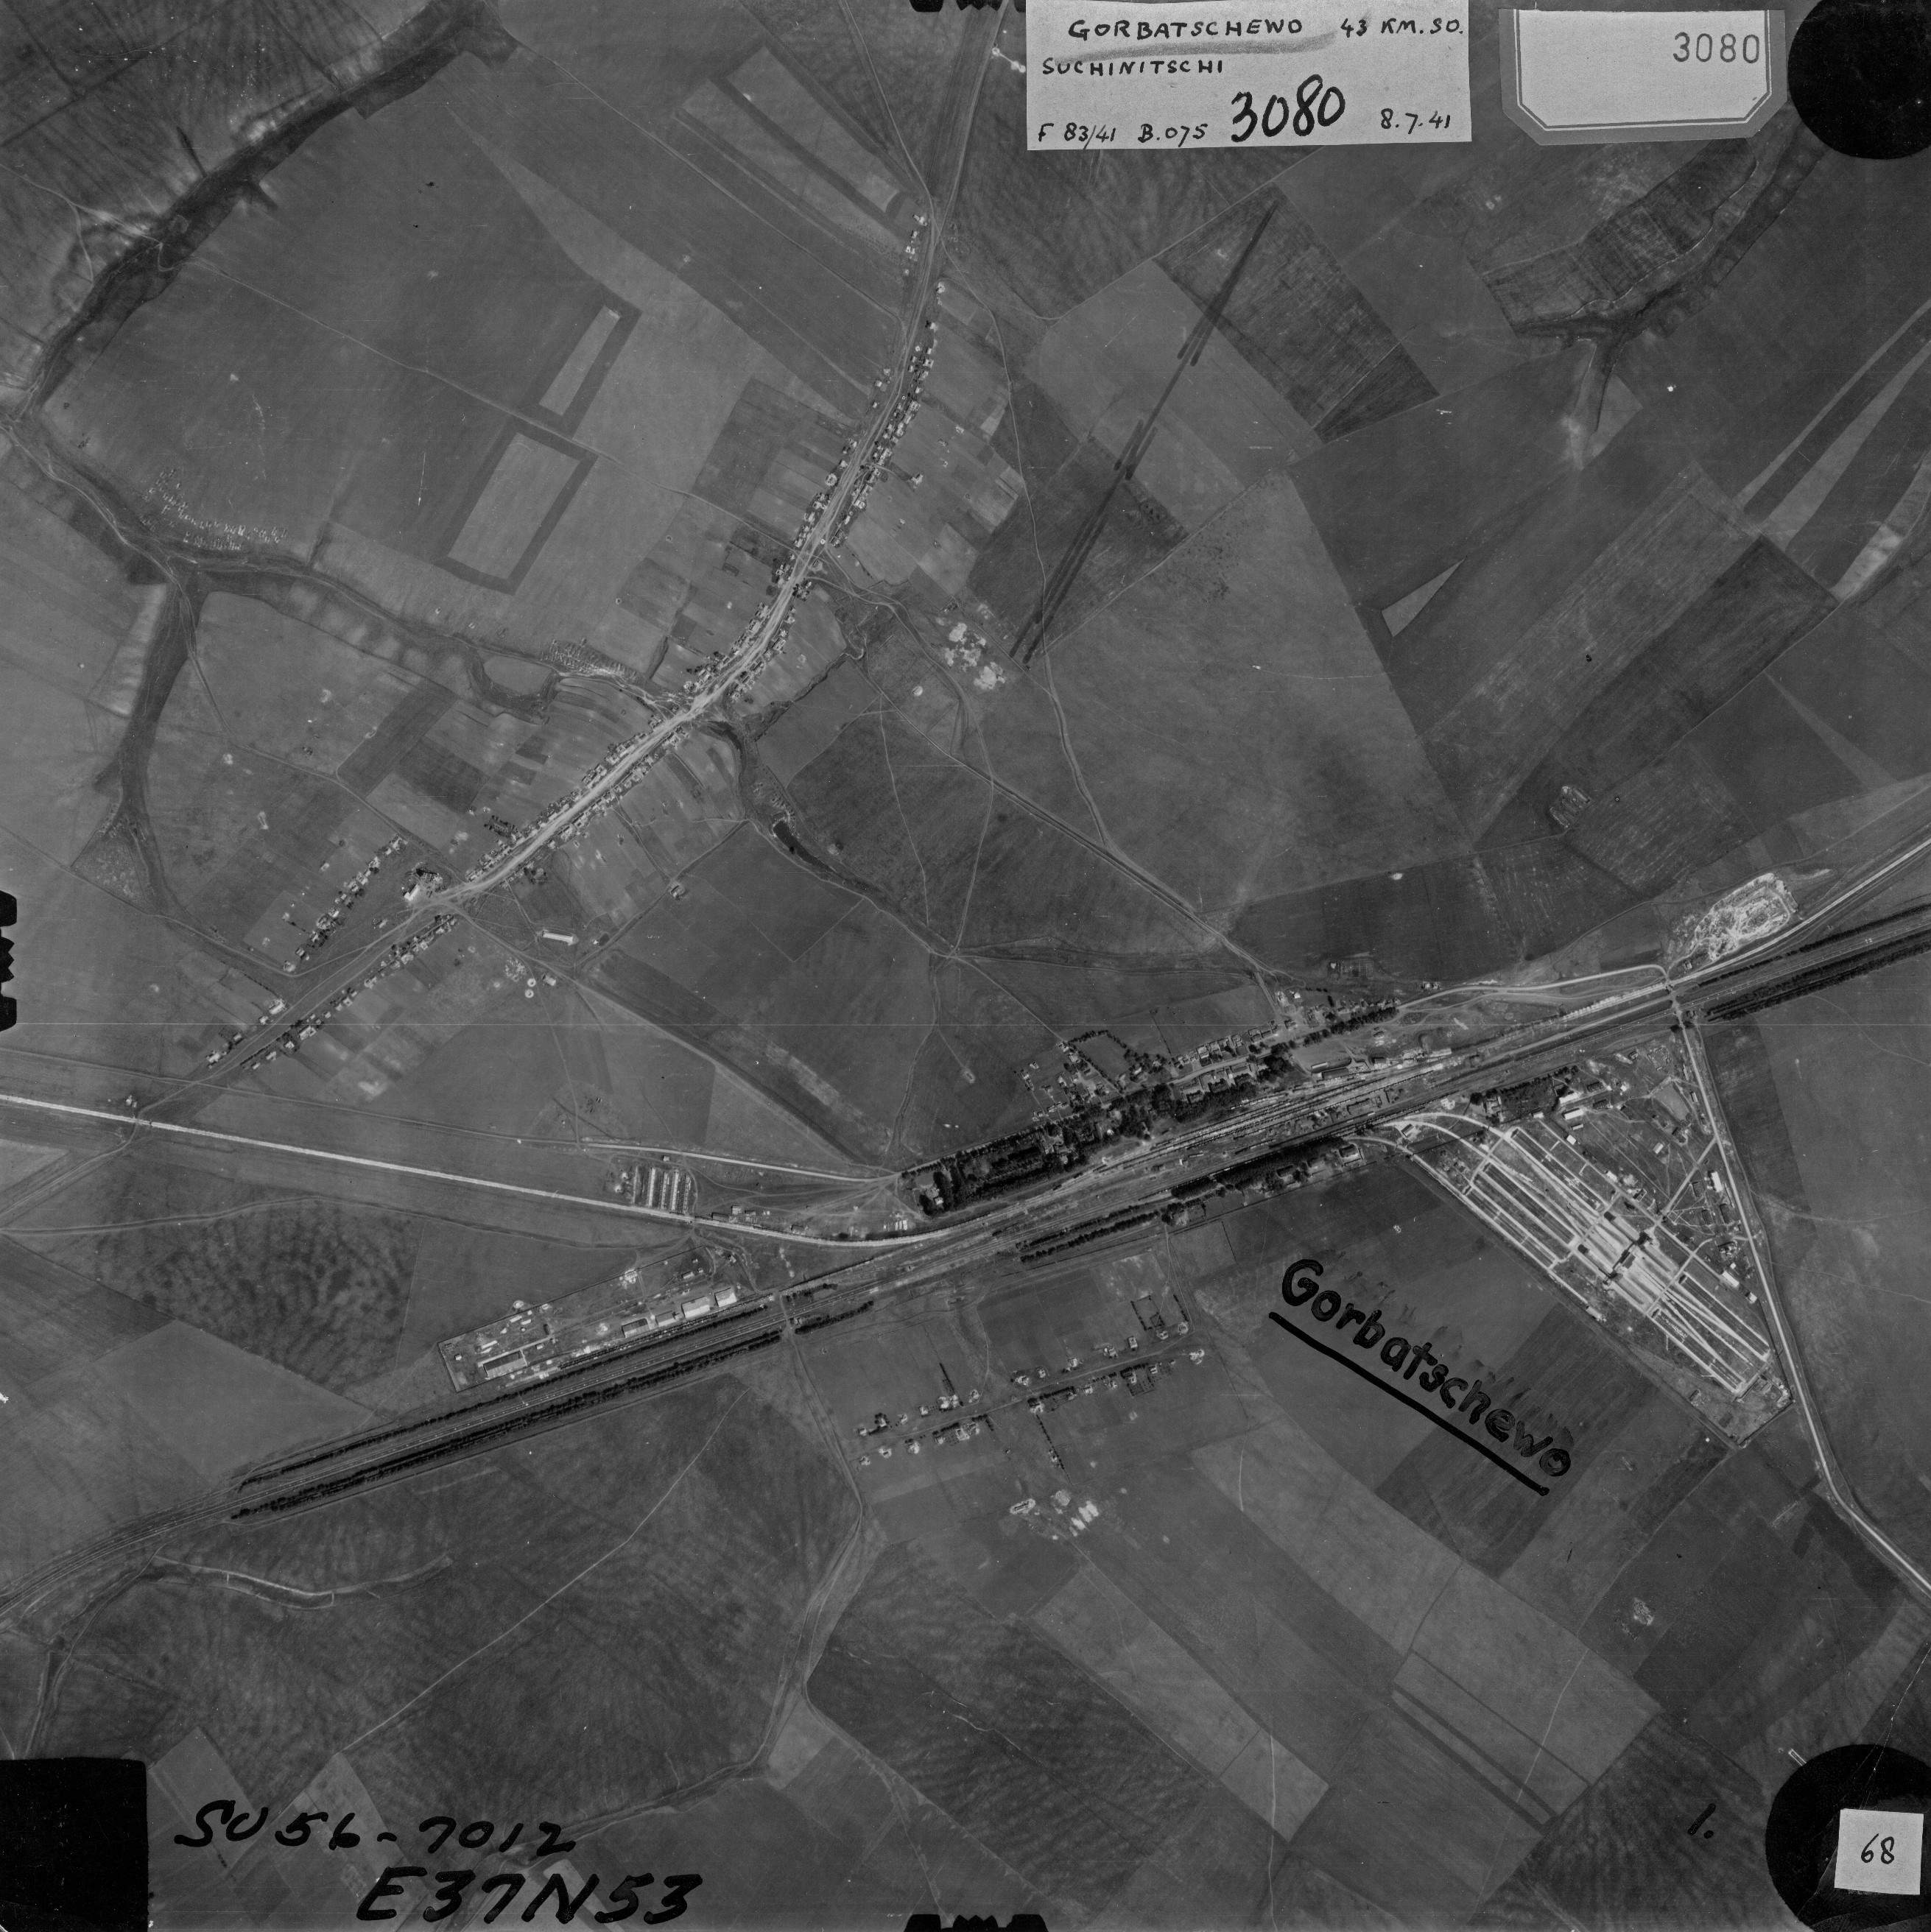 GORBATSCHEWO 43 KM. SO.
SUCHINITSCHI
F 83/41 B.075 3080 8.7.41
3080
Gorbatschewo
SU56-7012
E37N53
1.
68